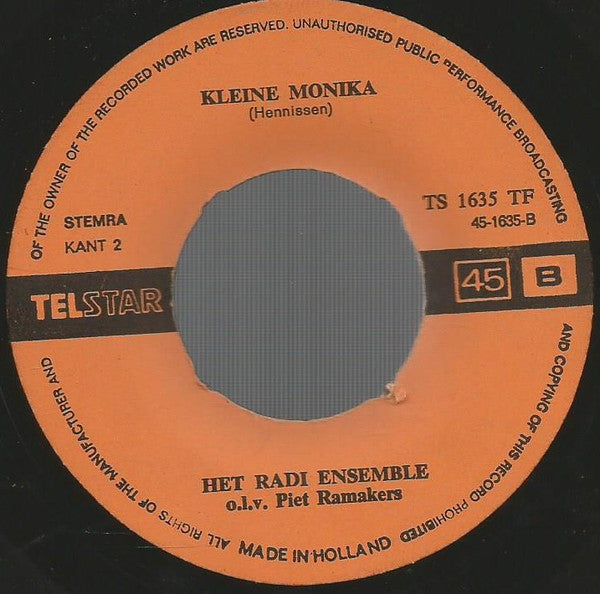 KLEINE MONIKA
(Hennissen)
TS 1635 TF
45-1635-B
STEMRA
KANT 2
TELSTAR
45
B
HET RADI ENSEMBLE
o.l.v. Piet Ramakers
ALL RIGHTS OF THE MANUFACTURER AND OF THE OWNER OF THE RECORDED WORK ARE RESERVED. UNAUTHORISED PUBLIC PERFORMANCE BROADCASTING AND COPYING OF THIS RECORD PROHIBITED
MADE IN HOLLAND